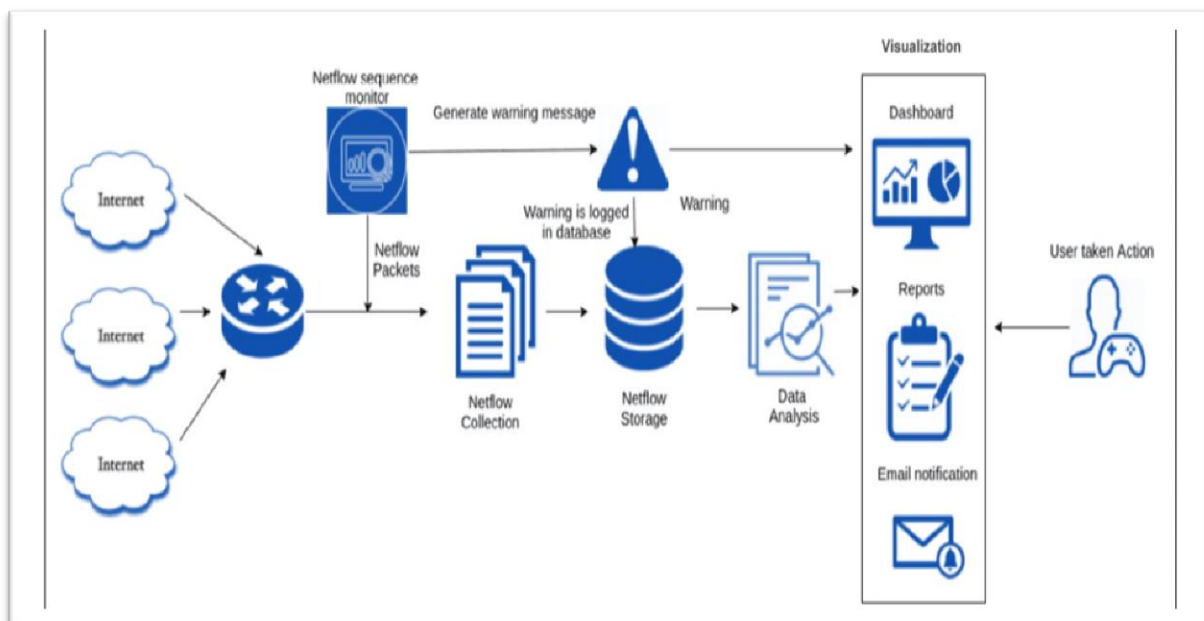 Visualization
Netflow sequence
monitor
Generate warning message
Dashboard
Internet
Warning is logged
in database
Warning
Netflow
Packets
User taken Action
Reports
Internet
Netflow
Collection
Netflow
Storage
Data
Analysis
Internet
Email notification